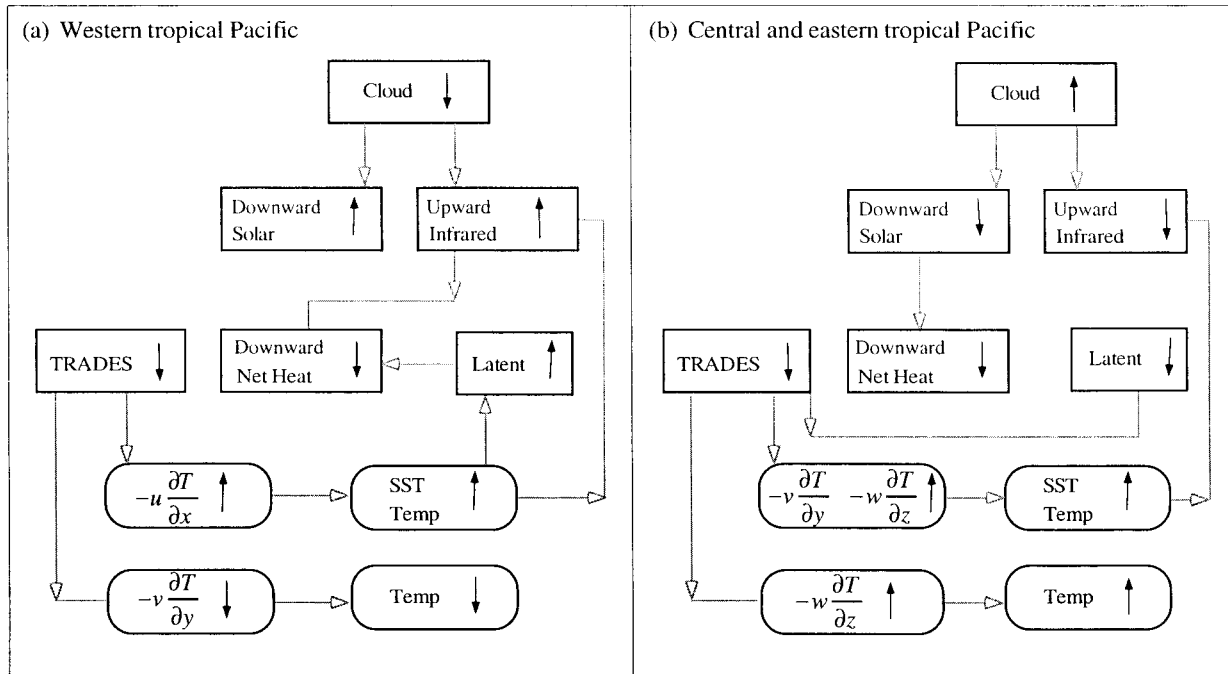 (a) Western tropical Pacific
Cloud ↓
Downward ↑
Solar
Upward ↑
Infrared
TRADES ↓
Downward ↓
Net Heat
Latent ↑
-u ∂T/∂x ↑
SST ↑
Temp
-v ∂T/∂y ↓
Temp ↓
(b) Central and eastern tropical Pacific
Cloud ↑
Downward ↓
Solar
Upward ↓
Infrared
TRADES ↓
Downward ↓
Net Heat
Latent ↓
-v ∂T/∂y -w ∂T/∂z ↑
SST ↑
Temp
-w ∂T/∂z ↑
Temp ↑